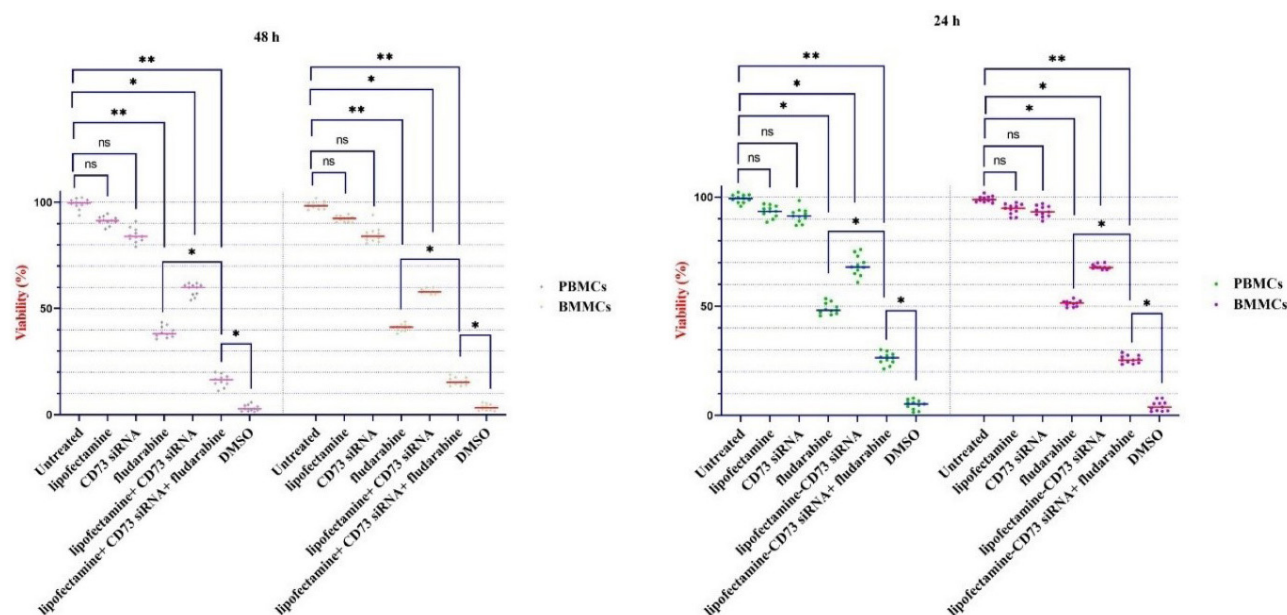 48 h
**
*
**
ns
ns
*
*
**
*
**
ns
ns
*
*
Viability (%)
100
50
0
Untreated
lipofectamine
CD73 siRNA
fludarabine
lipofectamine+ CD73 siRNA
lipofectamine+ CD73 siRNA+ fludarabine
DMSO
Untreated
lipofectamine
CD73 siRNA
fludarabine
lipofectamine+ CD73 siRNA
lipofectamine+ CD73 siRNA+ fludarabine
DMSO
PBMCs
BMMCs
24 h
**
*
*
ns
ns
*
*
**
*
*
ns
ns
*
*
Viability (%)
100
50
0
Untreated
lipofectamine
CD73 siRNA
fludarabine
lipofectamine-CD73 siRNA
lipofectamine-CD73 siRNA+ fludarabine
DMSO
Untreated
lipofectamine
CD73 siRNA
fludarabine
lipofectamine-CD73 siRNA
lipofectamine-CD73 siRNA+ fludarabine
DMSO
PBMCs
BMMCs